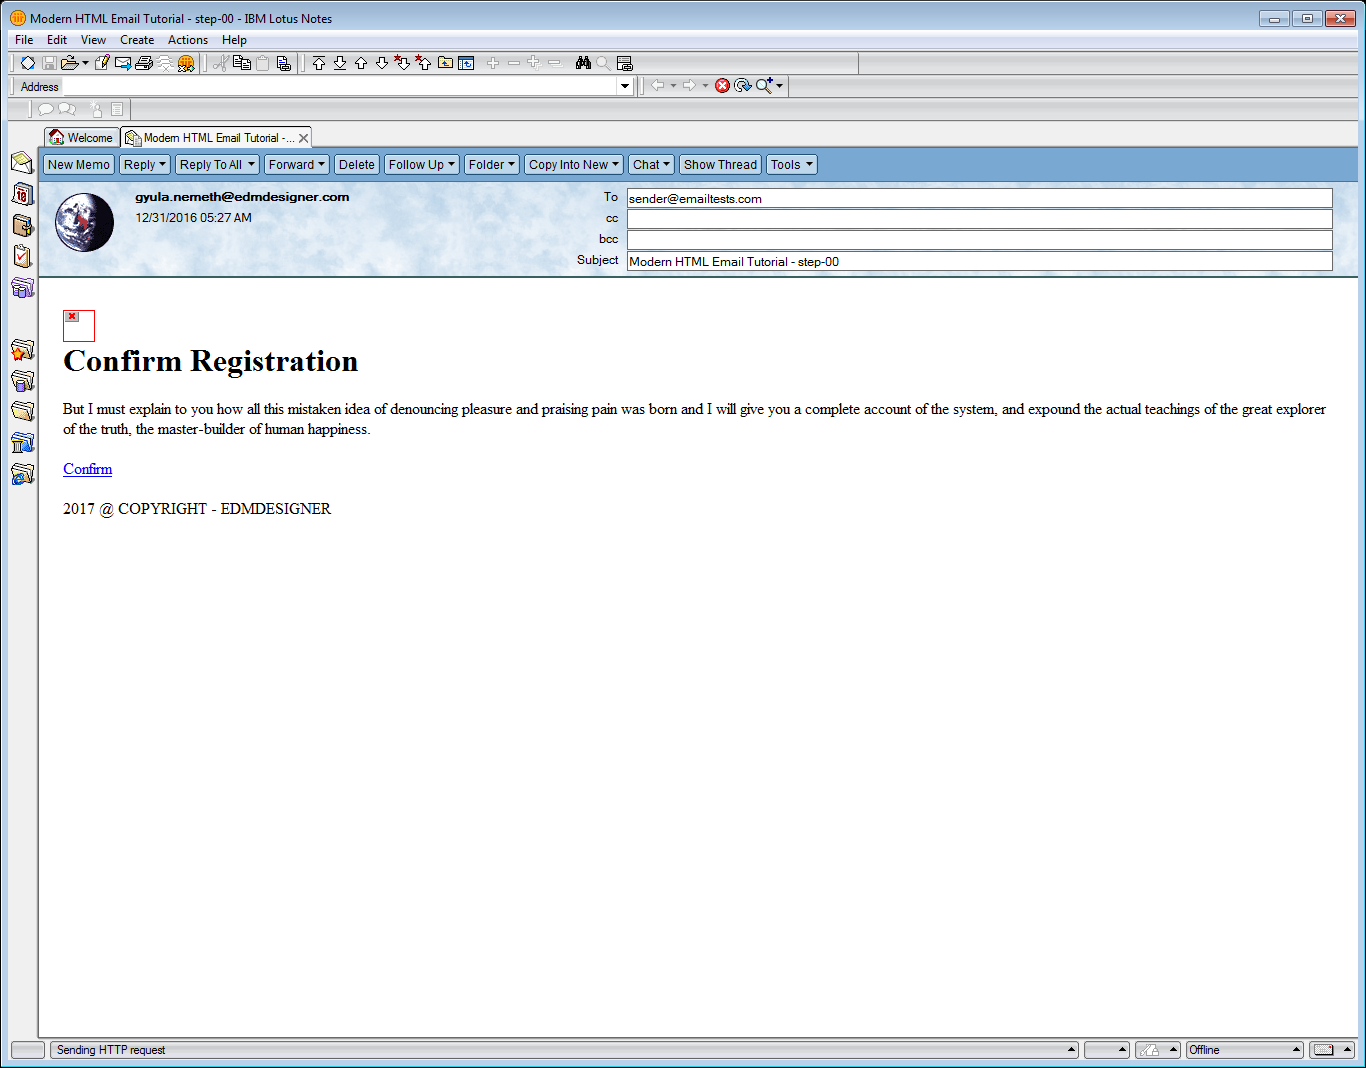 Modern HTML Email Tutorial - step-00 - IBM Lotus Notes
File Edit View Create Actions Help
Address
Welcome Modern HTML Email Tutorial -...
New Memo Reply Reply To All Forward Delete Follow Up Folder Copy Into New Chat Show Thread Tools
gyula.nemeth@edmdesigner.com
12/31/2016 05:27 AM
To sender@emailtests.com
cc
bcc
Subject Modern HTML Email Tutorial - step-00
Confirm Registration
But I must explain to you how all this mistaken idea of denouncing pleasure and praising pain was born and I will give you a complete account of the system, and expound the actual teachings of the great explorer
of the truth, the master-builder of human happiness.
Confirm
2017 @ COPYRIGHT - EDMDESIGNER
Sending HTTP request Offline